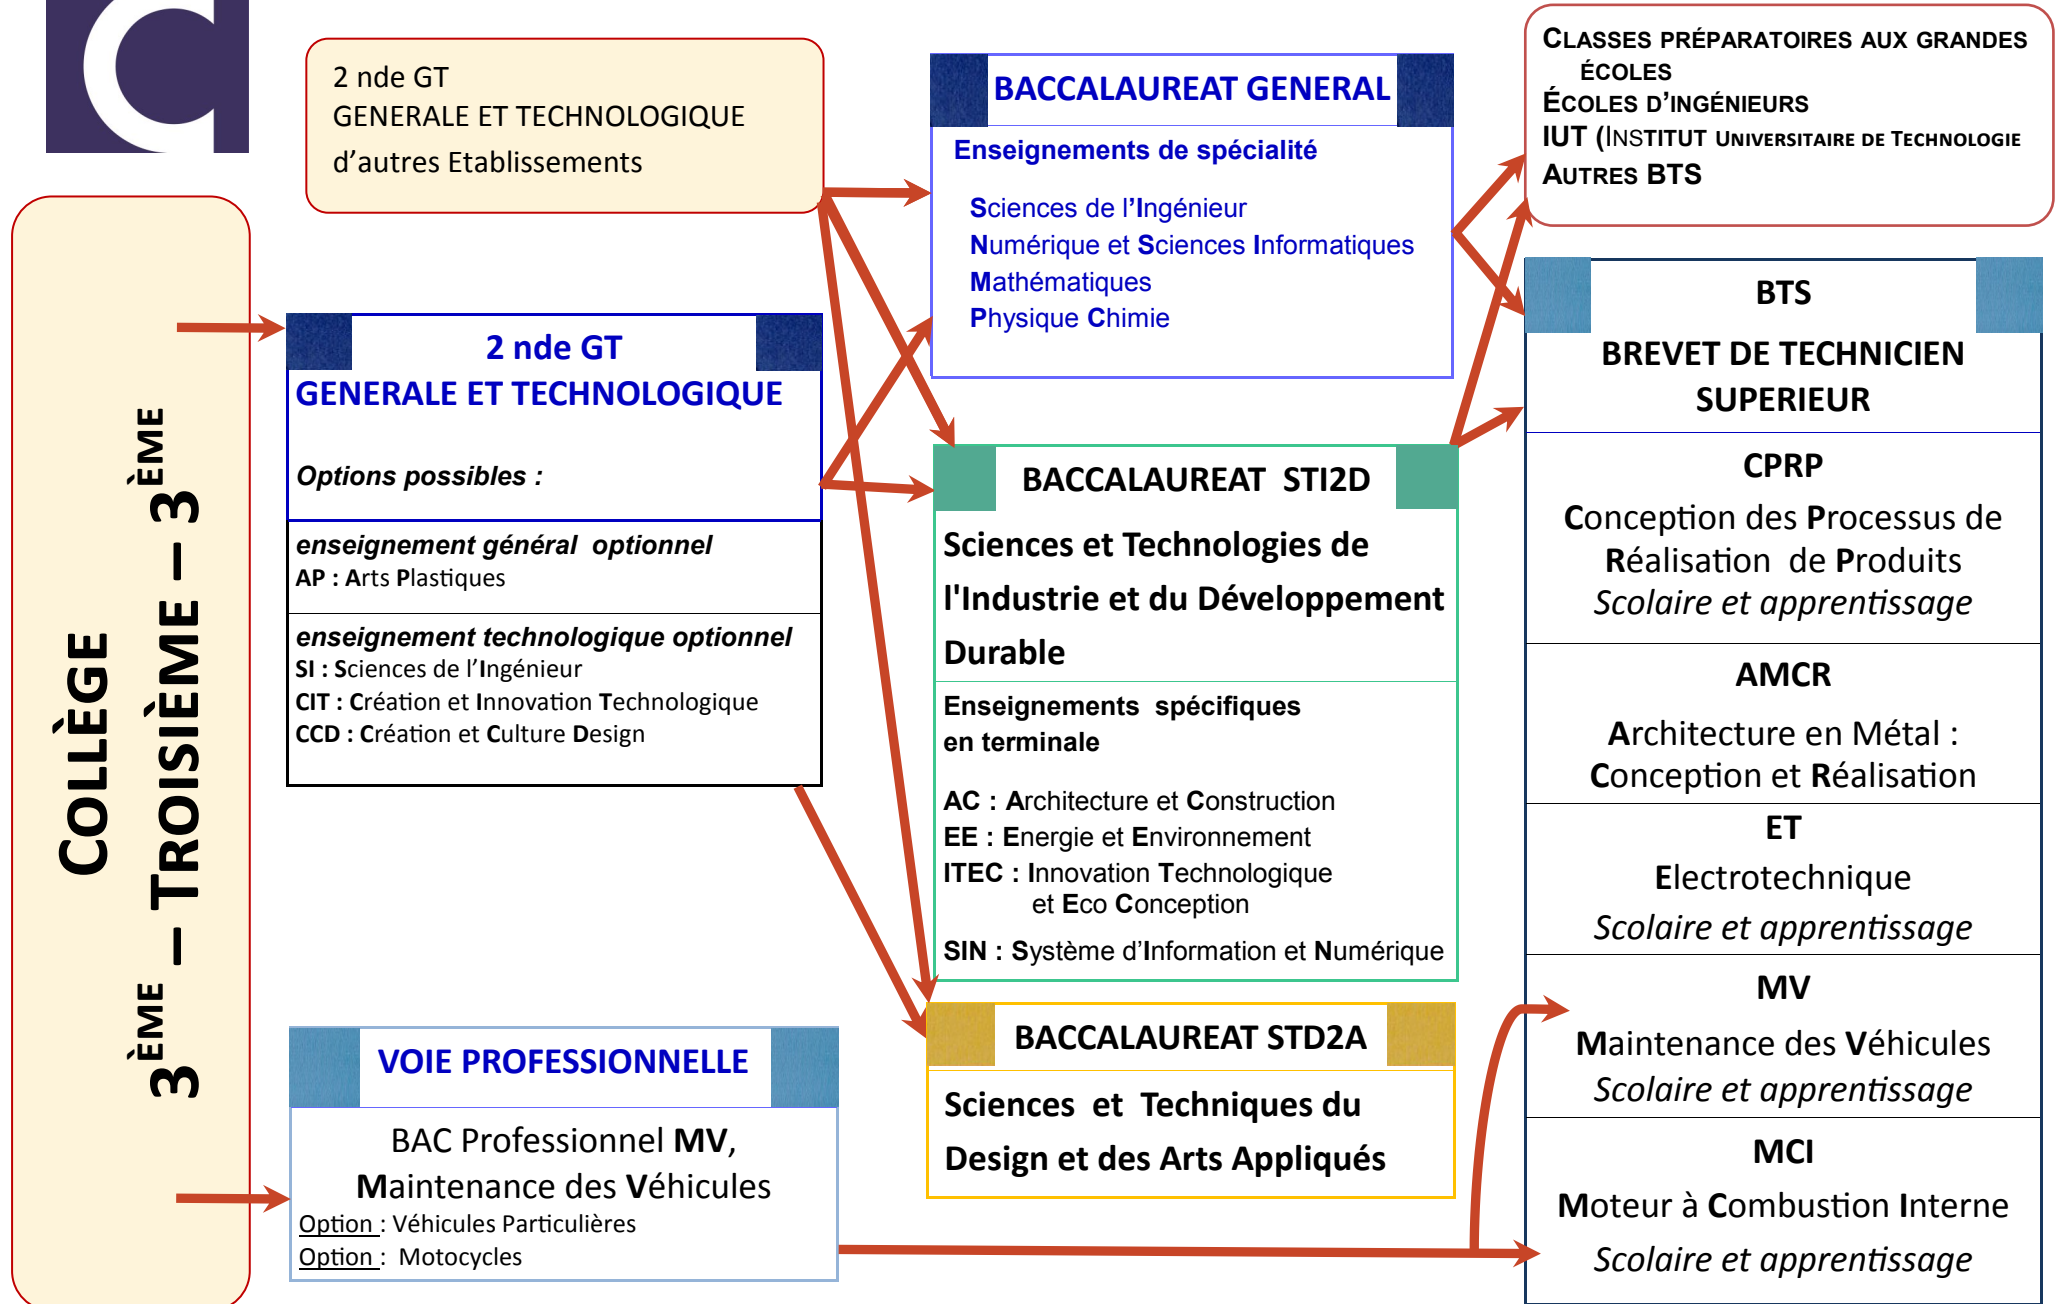 COLLÈGE
3ÈME – TROISIÈME – 3ÈME
2 nde GT
GENERALE ET TECHNOLOGIQUE
d’autres Etablissements
2 nde GT
GENERALE ET TECHNOLOGIQUE
Options possibles :
enseignement général optionnel
AP : Arts Plastiques
enseignement technologique optionnel
SI : Sciences de l’Ingénieur
CIT : Création et Innovation Technologique
CCD : Création et Culture Design
VOIE PROFESSIONNELLE
BAC Professionnel MV,
Maintenance des Véhicules
Option : Véhicules Particulières
Option : Motocycles
BACCALAUREAT GENERAL
Enseignements de spécialité
Sciences de l’Ingénieur
Numérique et Sciences Informatiques
Mathématiques
Physique Chimie
BACCALAUREAT STI2D
Sciences et Technologies de
l'Industrie et du Développement
Durable
Enseignements spécifiques
en terminale
AC : Architecture et Construction
EE : Energie et Environnement
ITEC : Innovation Technologique
et Eco Conception
SIN : Système d’Information et Numérique
BACCALAUREAT STD2A
Sciences et Techniques du
Design et des Arts Appliqués
CLASSES PRÉPARATOIRES AUX GRANDES
ÉCOLES
ÉCOLES D’INGÉNIEURS
IUT (INSTITUT UNIVERSITAIRE DE TECHNOLOGIE
AUTRES BTS
BTS
BREVET DE TECHNICIEN
SUPERIEUR
CPRP
Conception des Processus de
Réalisation de Produits
Scolaire et apprentissage
AMCR
Architecture en Métal :
Conception et Réalisation
ET
Electrotechnique
Scolaire et apprentissage
MV
Maintenance des Véhicules
Scolaire et apprentissage
MCI
Moteur à Combustion Interne
Scolaire et apprentissage